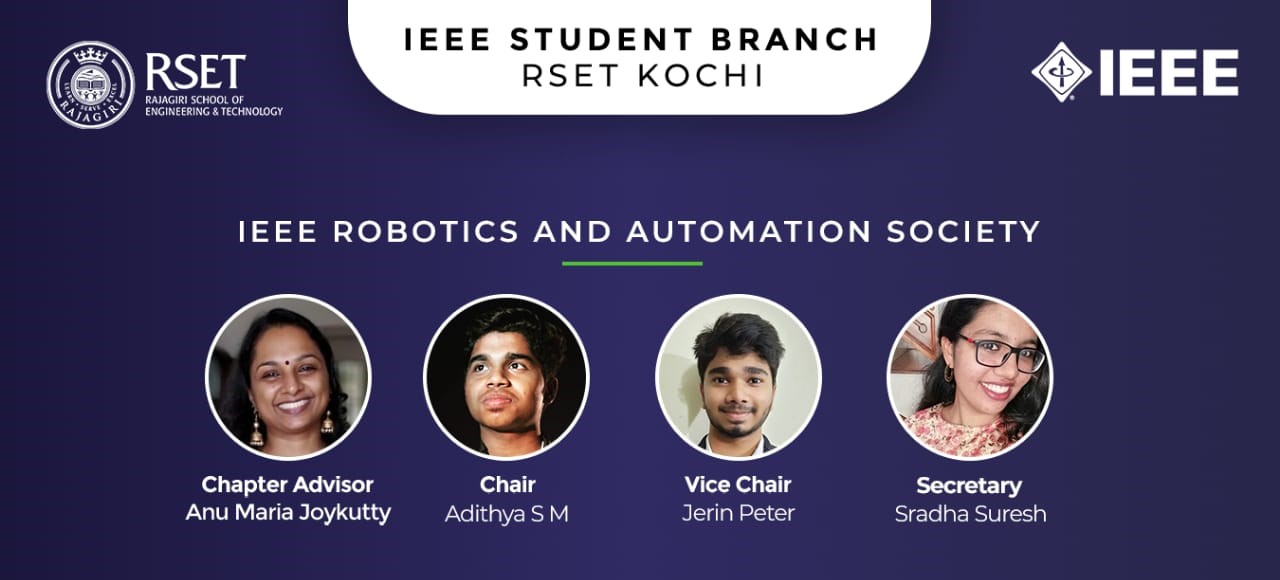 IEEE STUDENT BRANCH
RSET KOCHI
RSET
RAJAGIRI SCHOOL OF
ENGINEERING & TECHNOLOGY
RAJAGIRI
IEEE
IEEE ROBOTICS AND AUTOMATION SOCIETY
Chapter Advisor
Anu Maria Joykutty
Chair
Adithya S M
Vice Chair
Jerin Peter
Secretary
Sradha Suresh